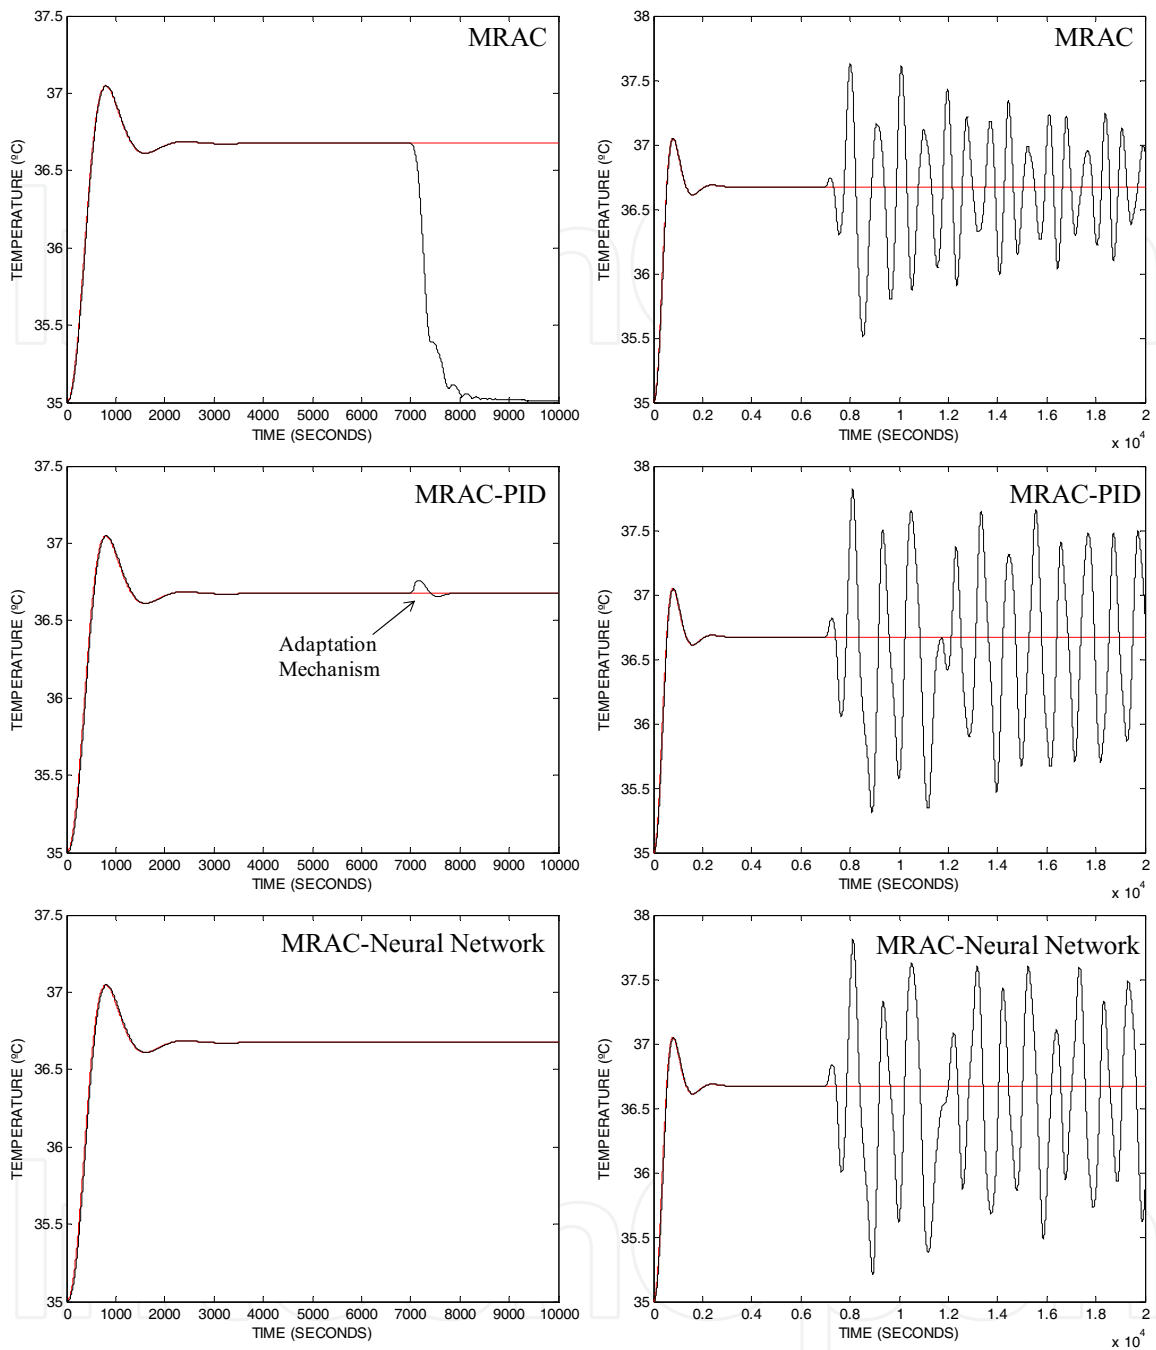 MRAC
37.5
37
36.5
36
35.5
35
TEMPERATURE (ºC)
0 1000 2000 3000 4000 5000 6000 7000 8000 9000 10000
TIME (SECONDS)
MRAC
38
37.5
37
36.5
36
35.5
35
TEMPERATURE (ºC)
0 0.2 0.4 0.6 0.8 1 1.2 1.4 1.6 1.8 2
TIME (SECONDS)
x 10⁴
MRAC-PID
37.5
37
36.5
36
35.5
35
TEMPERATURE (ºC)
Adaptation
Mechanism
0 1000 2000 3000 4000 5000 6000 7000 8000 9000 10000
TIME (SECONDS)
MRAC-PID
38
37.5
37
36.5
36
35.5
35
TEMPERATURE (ºC)
0 0.2 0.4 0.6 0.8 1 1.2 1.4 1.6 1.8 2
TIME (SECONDS)
x 10⁴
MRAC-Neural Network
37.5
37
36.5
36
35.5
35
TEMPERATURE (ºC)
0 1000 2000 3000 4000 5000 6000 7000 8000 9000 10000
TIME (SECONDS)
MRAC-Neural Network
38
37.5
37
36.5
36
35.5
35
TEMPERATURE (ºC)
0 0.2 0.4 0.6 0.8 1 1.2 1.4 1.6 1.8 2
TIME (SECONDS)
x 10⁴